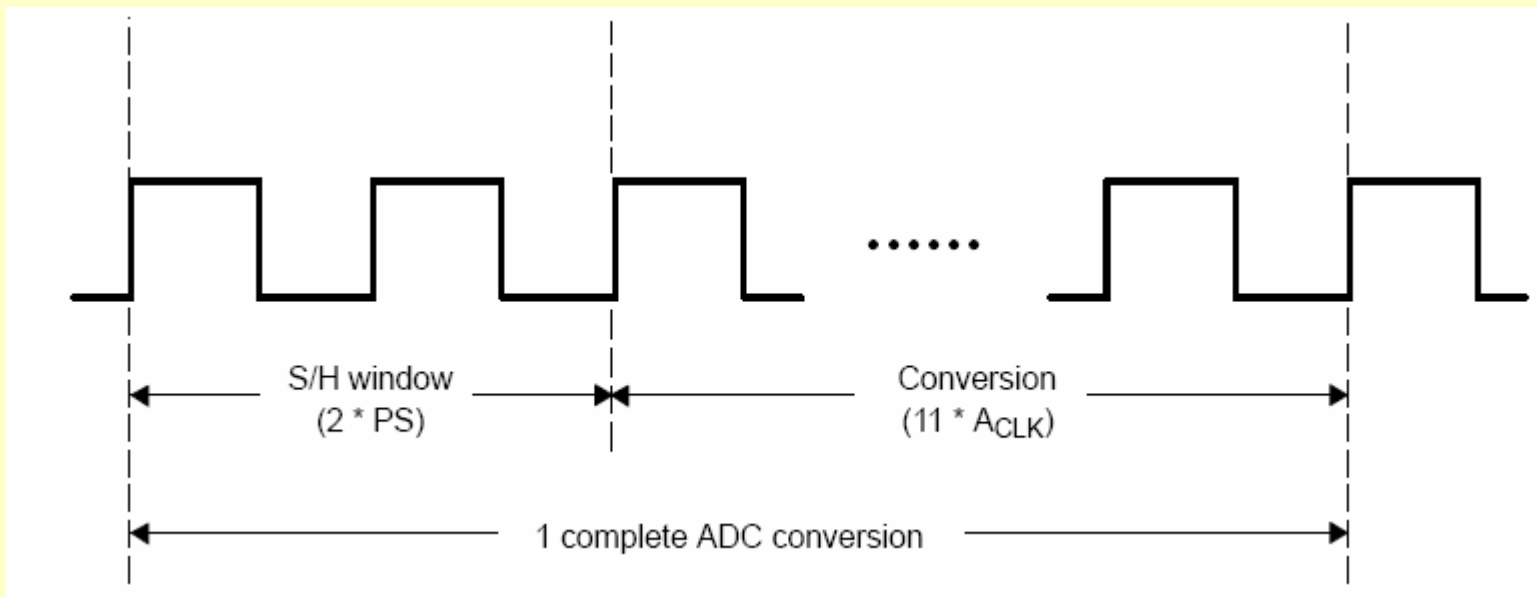 S/H window
(2 * PS)
Conversion
(11 * ACLK)
1 complete ADC conversion